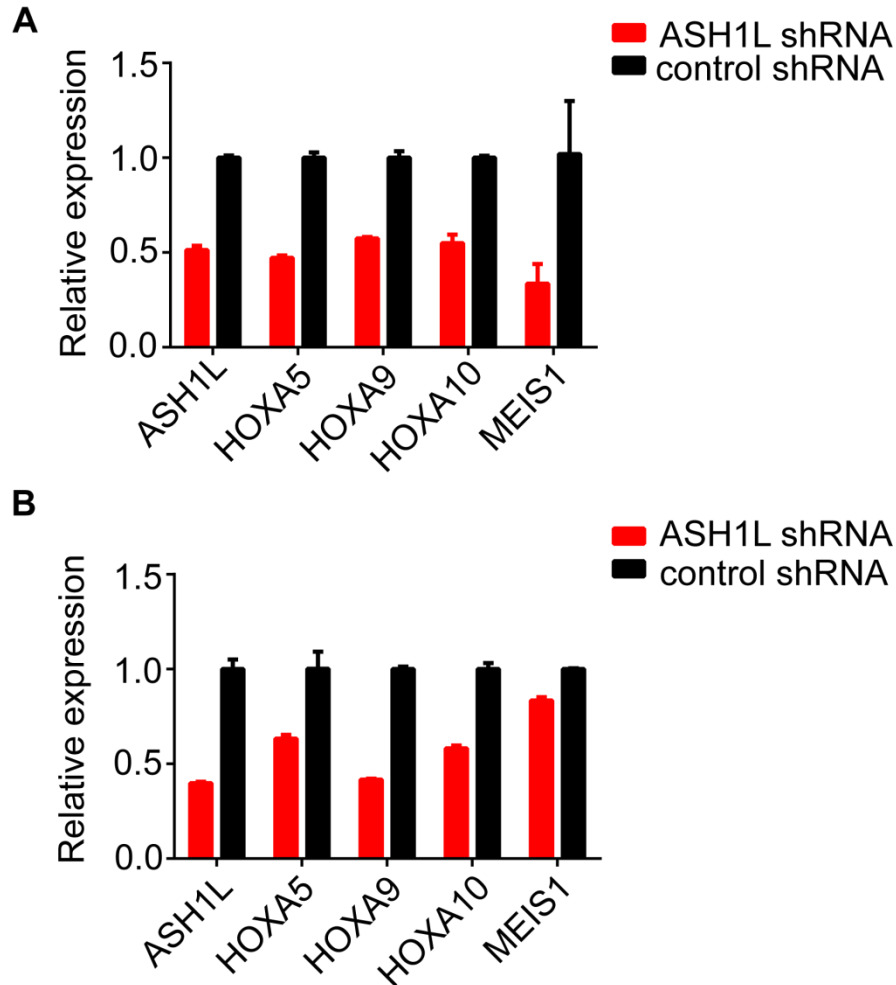 A
ASH1L shRNA
control shRNA
Relative expression
1.5
1.0
0.5
0.0
ASH1L
HOXA5
HOXA9
HOXA10
MEIS1
B
ASH1L shRNA
control shRNA
Relative expression
1.5
1.0
0.5
0.0
ASH1L
HOXA5
HOXA9
HOXA10
MEIS1